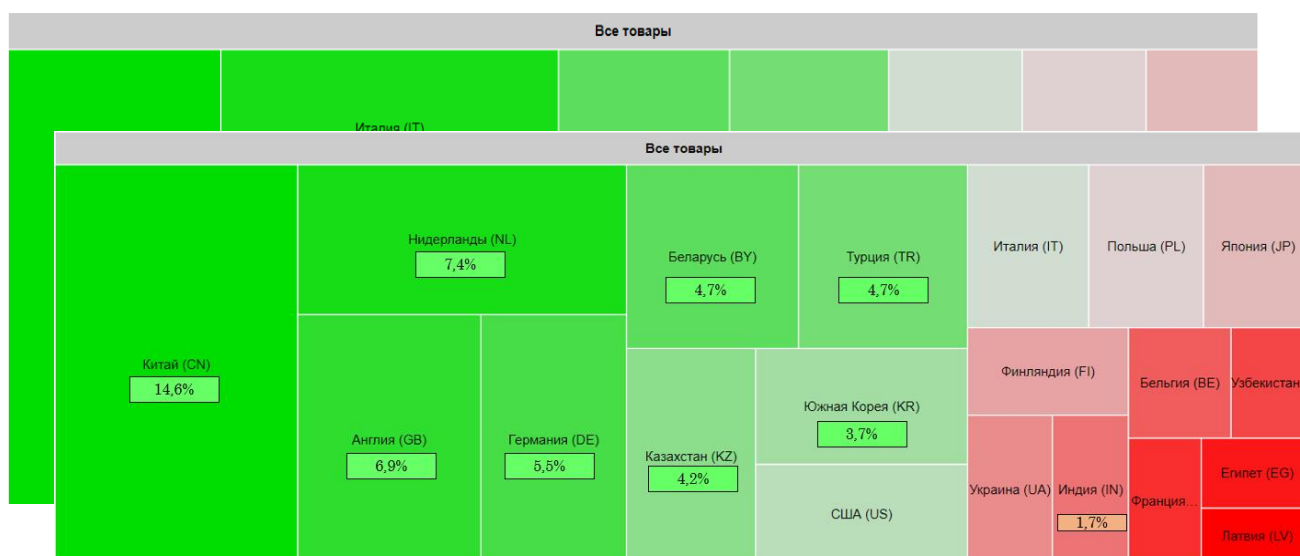 Все товары
Италия (IT)
Все товары
Китай (CN)
14,6%
Нидерланды (NL)
7,4%
Англия (GB)
6,9%
Германия (DE)
5,5%
Беларусь (BY)
4,7%
Турция (TR)
4,7%
Казахстан (KZ)
4,2%
Южная Корея (KR)
3,7%
США (US)
Италия (IT)
Польша (PL)
Япония (JP)
Финляндия (FI)
Бельгия (BE)
Узбекистан
Украина (UA)
Индия (IN)
1,7%
Франция…
Египет (EG)
Латвия (LV)